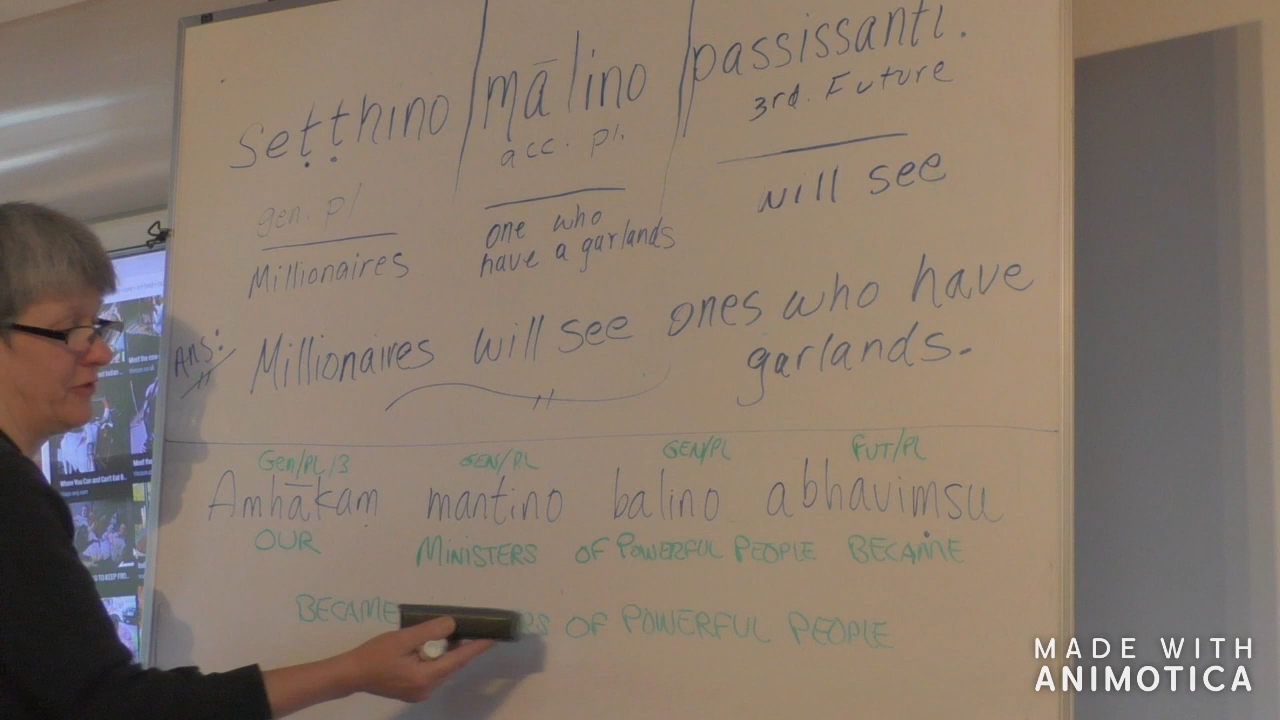 seṭṭhino mālino passissanti.
gen. pl acc. pl. 3rd. Future
Millionaires one who will see
have a garlands
Ans: Millionaires will see ones who have
garlands.
Gen/PL/3 GEN/PL GEN/PL FUT/PL
Amhākaṃ mantino balino abhaviṃsu
OUR MINISTERS OF POWERFUL PEOPLE BECAME
BECAME OF POWERFUL PEOPLE
MADE WITH
ANIMOTICA